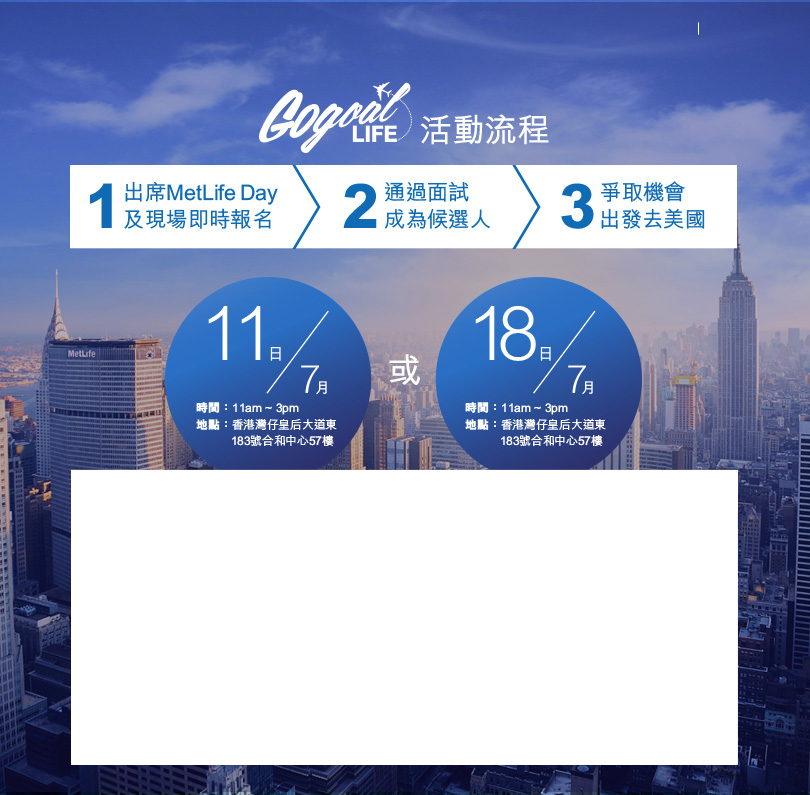 Gogoal LIFE 活動流程
1 出席MetLife Day
及現場即時報名
2 通過面試
成為候選人
3 爭取機會
出發去美國
MetLife
11日/7月
時間：11am ~ 3pm
地點：香港灣仔皇后大道東
183號合和中心57樓
或
18日/7月
時間：11am ~ 3pm
地點：香港灣仔皇后大道東
183號合和中心57樓